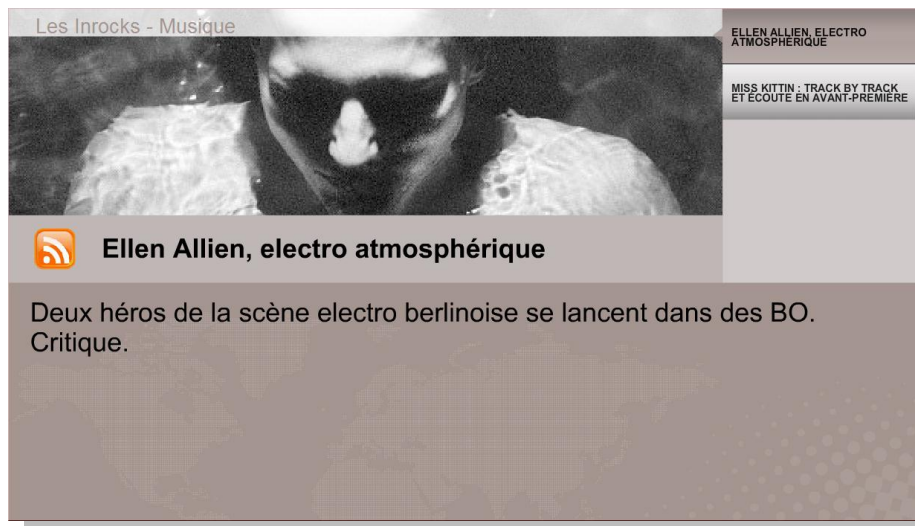 Les Inrocks - Musique
ELLEN ALLIEN, ELECTRO
ATMOSPHÉRIQUE
MISS KITTIN : TRACK BY TRACK
ET ÉCOUTE EN AVANT-PREMIÈRE
Ellen Allien, electro atmosphérique
Deux héros de la scène electro berlinoise se lancent dans des BO.
Critique.